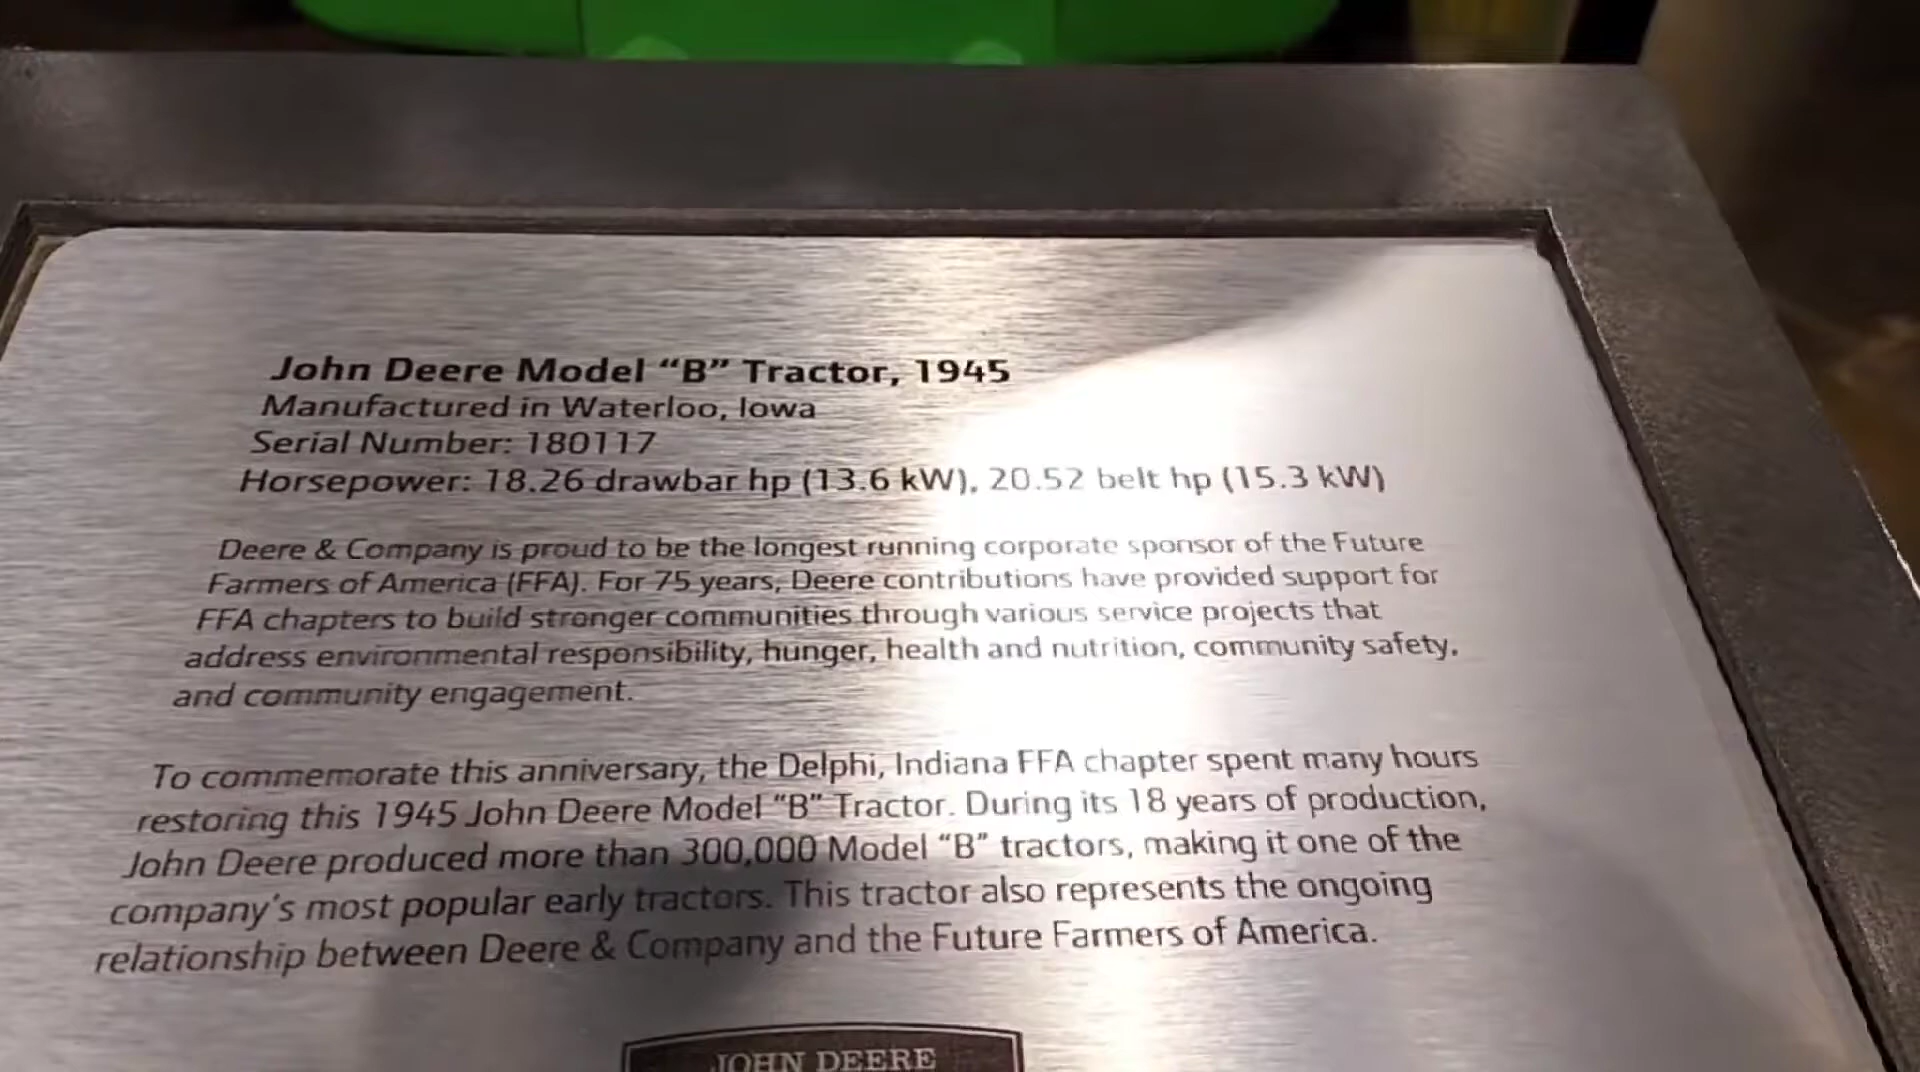 John Deere Model “B” Tractor, 1945
Manufactured in Waterloo, Iowa
Serial Number: 180117
Horsepower: 18.26 drawbar hp (13.6 kW), 20.52 belt hp (15.3 kW)
Deere & Company is proud to be the longest running corporate sponsor of the Future
Farmers of America (FFA). For 75 years, Deere contributions have provided support for
FFA chapters to build stronger communities through various service projects that
address environmental responsibility, hunger, health and nutrition, community safety,
and community engagement.
To commemorate this anniversary, the Delphi, Indiana FFA chapter spent many hours
restoring this 1945 John Deere Model “B” Tractor. During its 18 years of production,
John Deere produced more than 300,000 Model “B” tractors, making it one of the
company's most popular early tractors. This tractor also represents the ongoing
relationship between Deere & Company and the Future Farmers of America.
JOHN DEERE